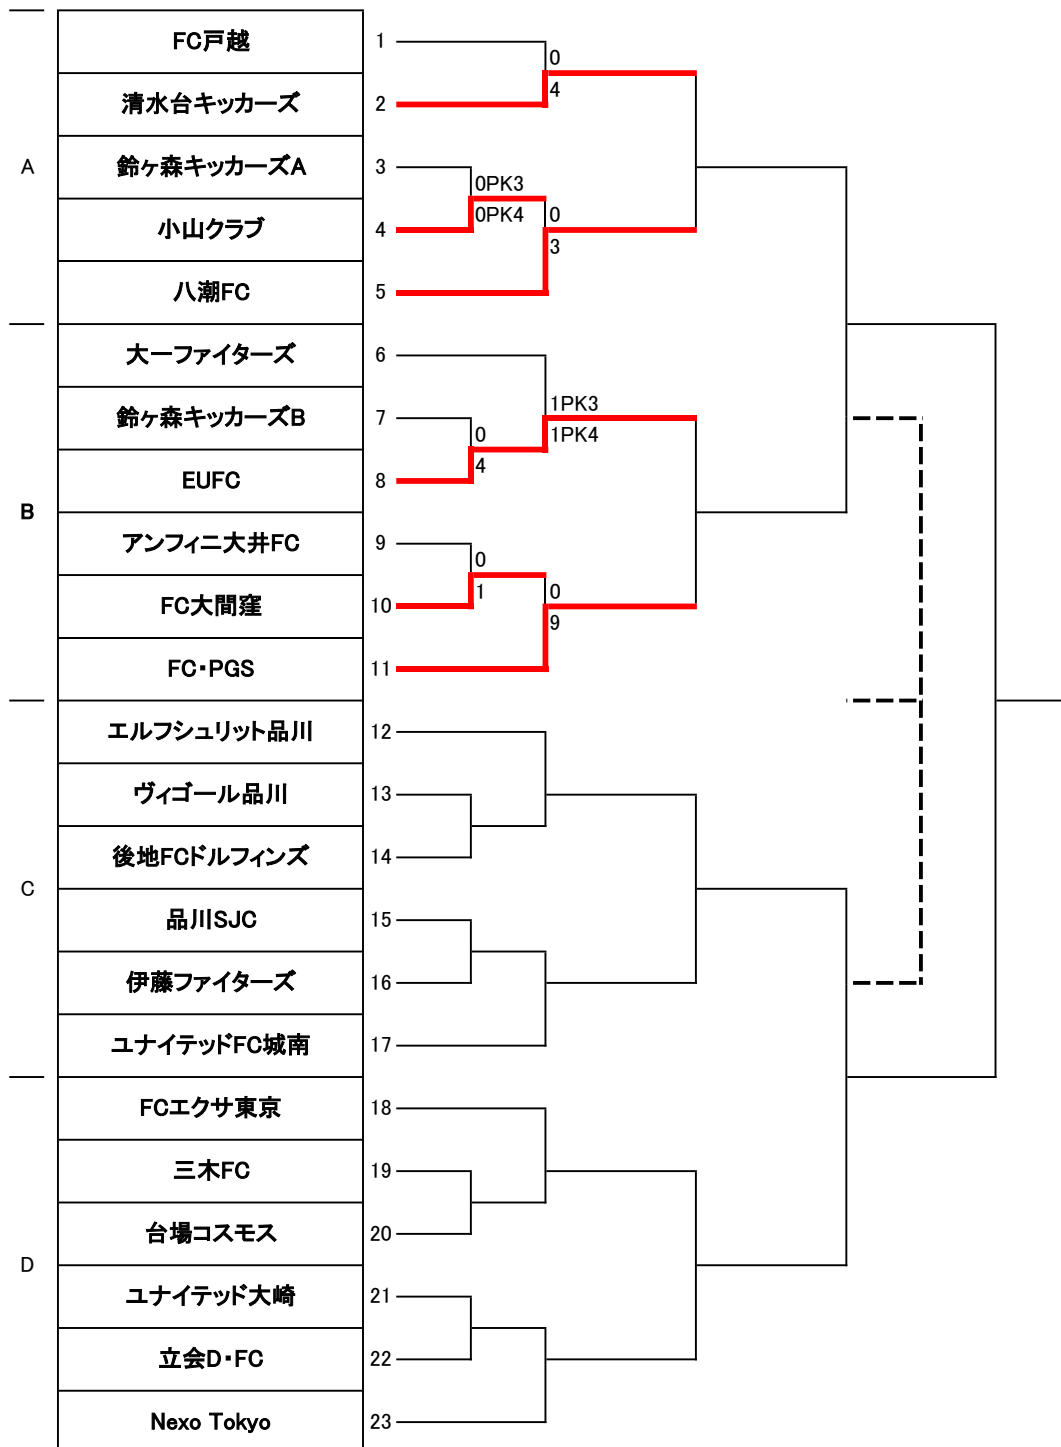 A
FC戸越 1
0
4
清水台キッカーズ 2
鈴ヶ森キッカーズA 3
0PK3
0PK4
小山クラブ 4
0
3
八潮FC 5
B
大一ファイターズ 6
1PK3
1PK4
鈴ヶ森キッカーズB 7
0
4
EUFC 8
アンフィニ大井FC 9
0
1
FC大間窪 10
0
9
FC・PGS 11
C
エルフシュリット品川 12
ヴィゴール品川 13
後地FCドルフィンズ 14
品川SJC 15
伊藤ファイターズ 16
ユナイテッドFC城南 17
D
FCエクサ東京 18
三木FC 19
台場コスモス 20
ユナイテッド大崎 21
立会D・FC 22
Nexo Tokyo 23